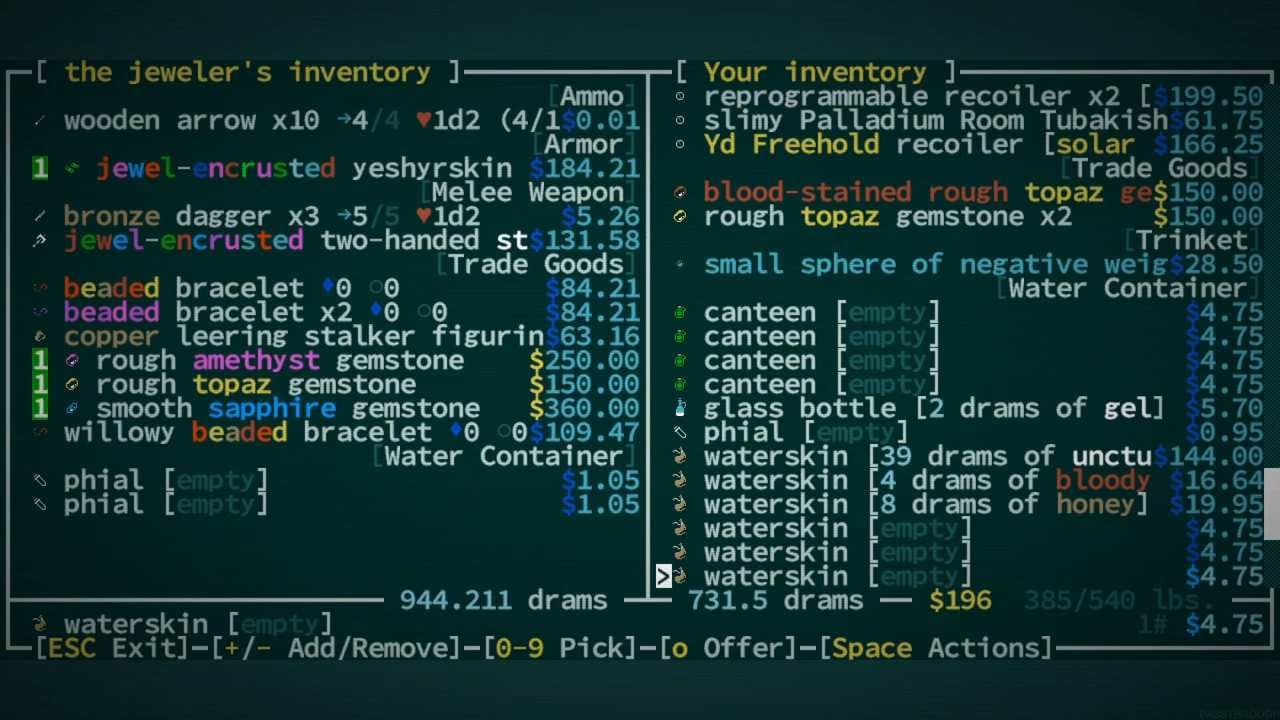 [ the jeweler's inventory ]
[Ammo]
wooden arrow x10 →4/4 ♥1d2 (4/1$0.01
[Armor]
1 jewel-encrusted yeshyrskin $184.21
[Melee Weapon]
bronze dagger x3 →5/5 ♥1d2 $5.26
jewel-encrusted two-handed st$131.58
[Trade Goods]
beaded bracelet ♦0 ○0 $84.21
beaded bracelet x2 ♦0 ○0 $84.21
copper leering stalker figurin$63.16
1 rough amethyst gemstone $250.00
1 rough topaz gemstone $150.00
1 smooth sapphire gemstone $360.00
willowy beaded bracelet ♦0 ○0$109.47
[Water Container]
phial [empty] $1.05
phial [empty] $1.05
944.211 drams
[ Your inventory ]
reprogrammable recoiler x2 [$199.50
slimy Palladium Room Tubakish$61.75
Yd Freehold recoiler [solar $166.25
[Trade Goods]
blood-stained rough topaz ge$150.00
rough topaz gemstone x2 $150.00
[Trinket]
small sphere of negative weig$28.50
[Water Container]
canteen [empty] $4.75
canteen [empty] $4.75
canteen [empty] $4.75
canteen [empty] $4.75
glass bottle [2 drams of gel] $5.70
phial [empty] $0.95
waterskin [39 drams of unctu$144.00
waterskin [4 drams of bloody $16.64
waterskin [8 drams of honey] $19.95
waterskin [empty] $4.75
waterskin [empty] $4.75
> waterskin [empty] $4.75
731.5 drams — $196 385/540 lbs.
waterskin [empty] 1# $4.75
[ESC Exit]-[+/- Add/Remove]-[0-9 Pick]-[o Offer]-[Space Actions]